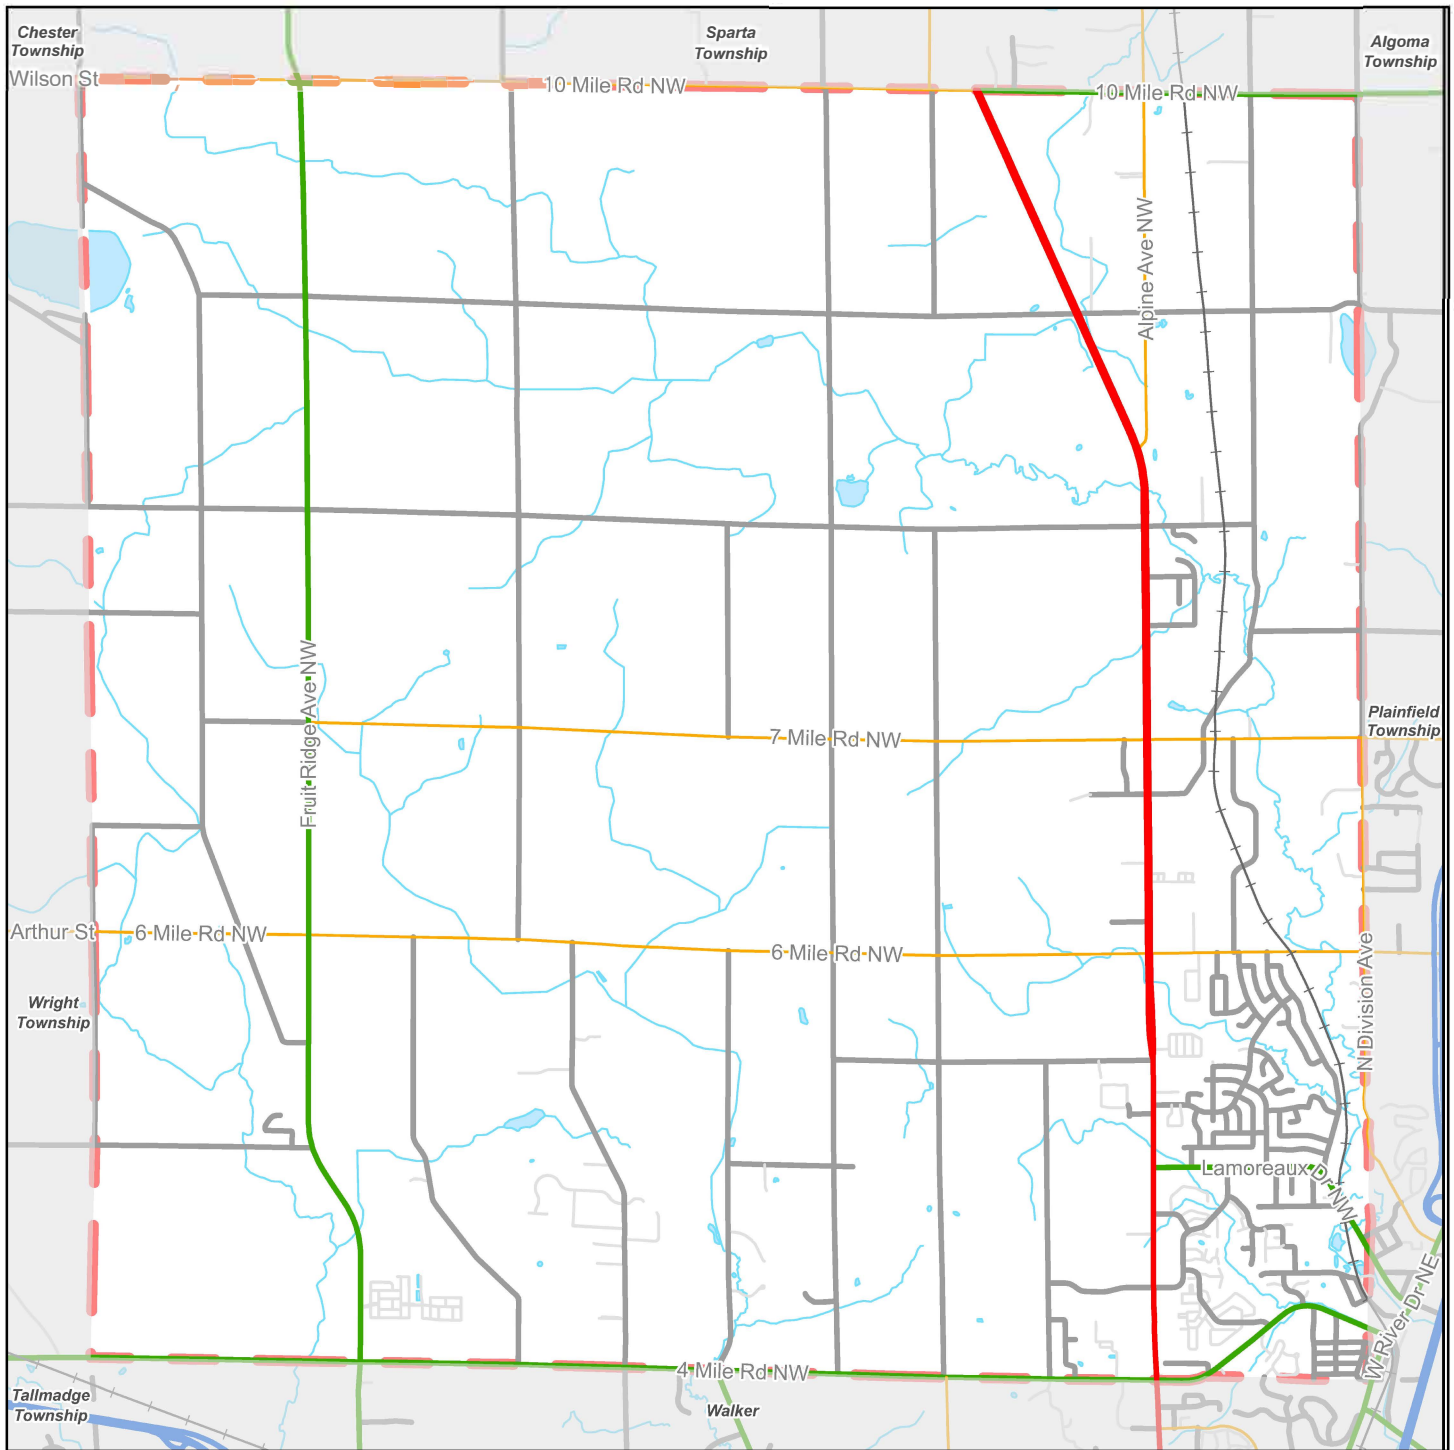 Chester
Township
Sparta
Township
Algoma
Township
Wilson St
10 Mile Rd NW
10 Mile Rd NW
Alpine Ave NW
Fruit Ridge Ave NW
7 Mile Rd NW
Plainfield
Township
Arthur St
6 Mile Rd NW
6 Mile Rd NW
N Division Ave
Wright
Township
Lamoreaux Dr NW
W River Dr NE
4 Mile Rd NW
Tallmadge
Township
Walker